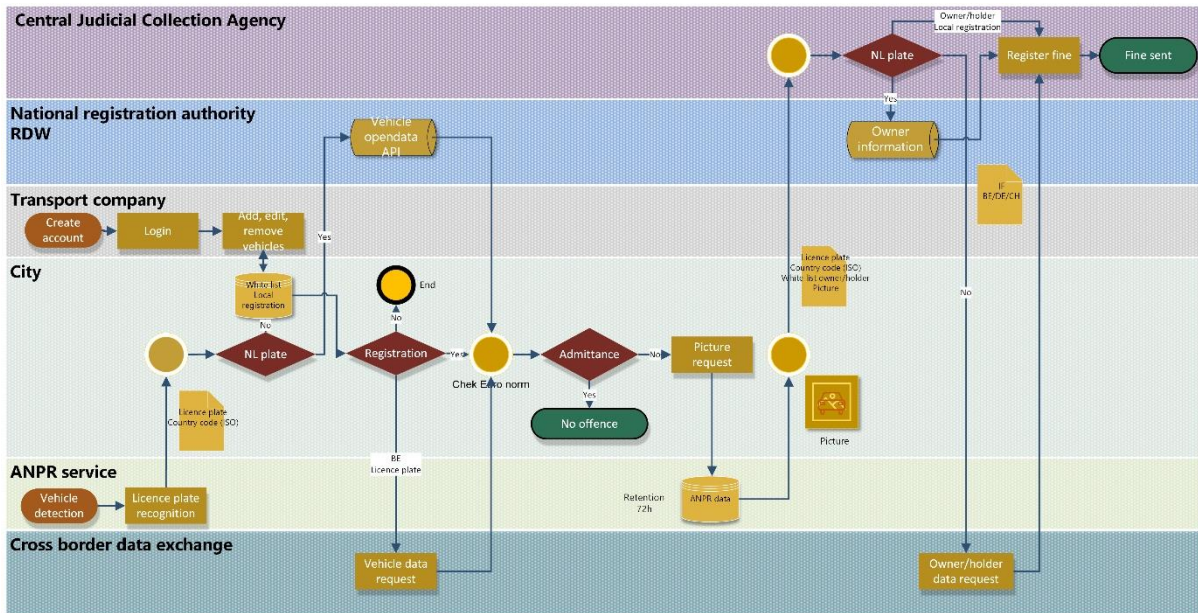 Central Judicial Collection Agency
No
Owner/holder
Local registration
NL plate
Register fine
Fine sent
Yes
National registration authority
RDW
Vehicle
opendata
API
Owner
information
IF
BE/DE/CH
Transport company
Create
account
Login
Add, edit,
remove
vehicles
Yes
City
White list
Local
registration
End
No
No
NL plate
Registration
Yes
Chek Euro norm
Admittance
No
Picture
request
Yes
No offence
Licence plate
Country code (ISO)
White list owner/holder
Picture
No
Licence plate
Country code (ISO)
Picture
BE
Licence plate
ANPR service
Vehicle
detection
Licence plate
recognition
Retention
72h
ANPR data
Cross border data exchange
Vehicle data
request
Owner/holder
data request